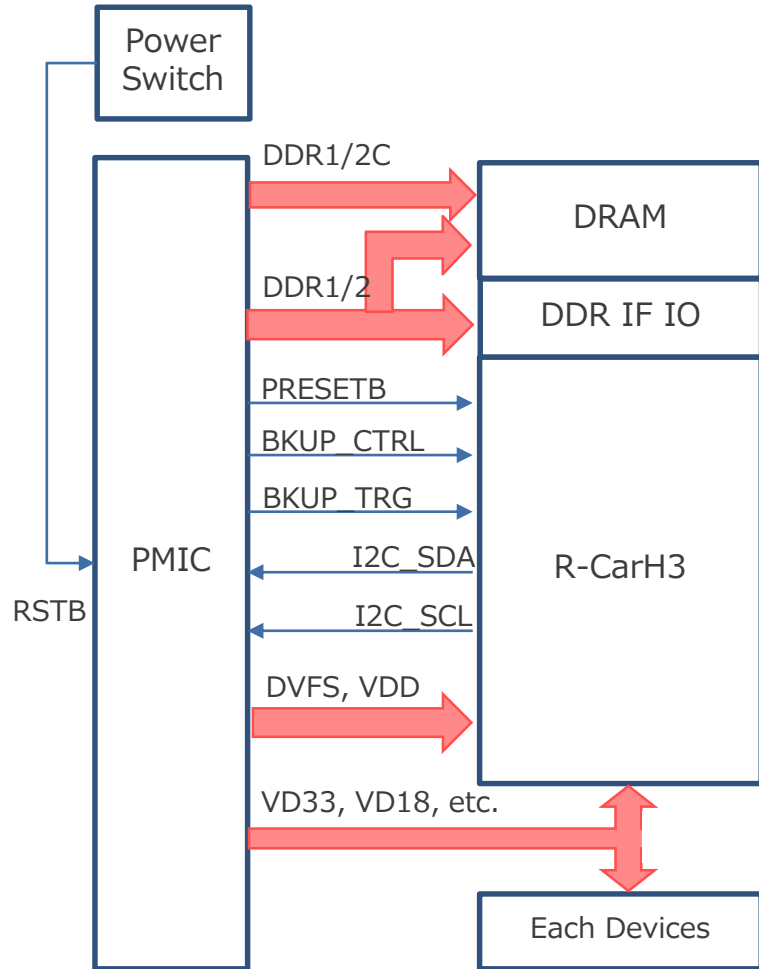 Power
Switch
DDR1/2C
DRAM
DDR1/2
DDR IF IO
PRESETB
BKUP_CTRL
BKUP_TRG
PMIC
I2C_SDA
R-CarH3
RSTB
I2C_SCL
DVFS, VDD
VD33, VD18, etc.
Each Devices